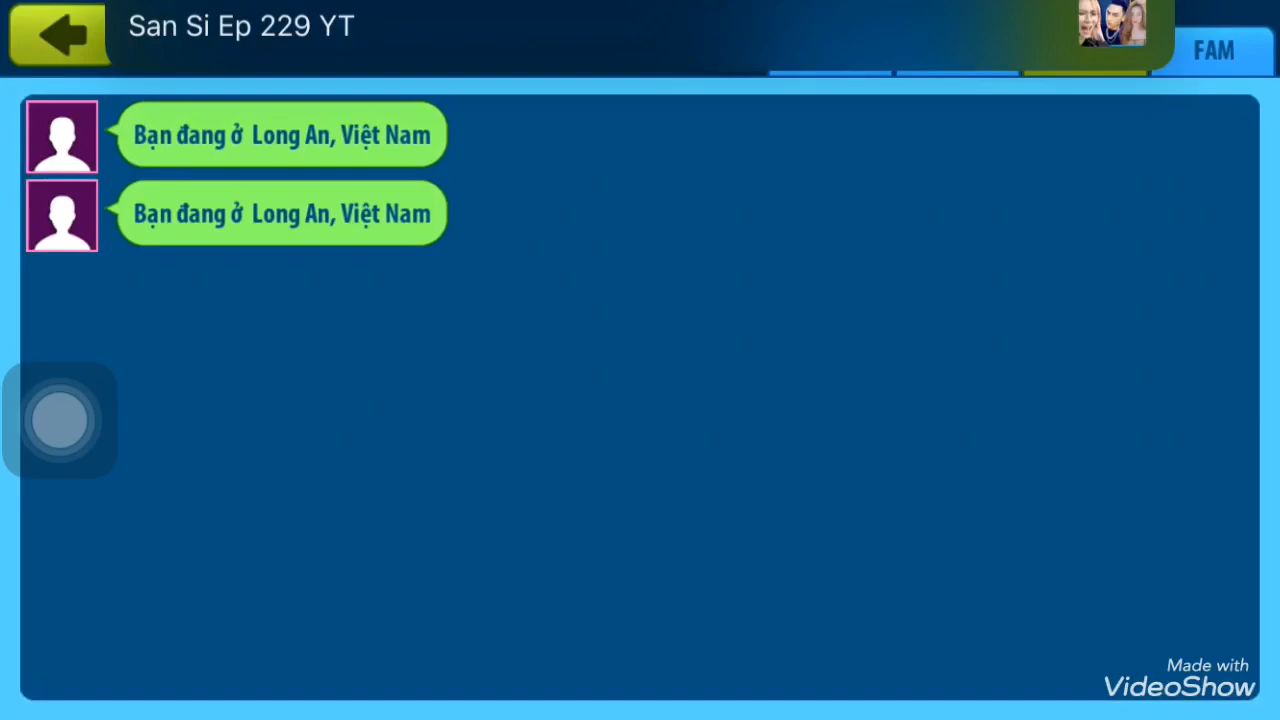 San Si Ep 229 YT
FAM
Bạn đang ở Long An, Việt Nam
Bạn đang ở Long An, Việt Nam
Made with
VideoShow